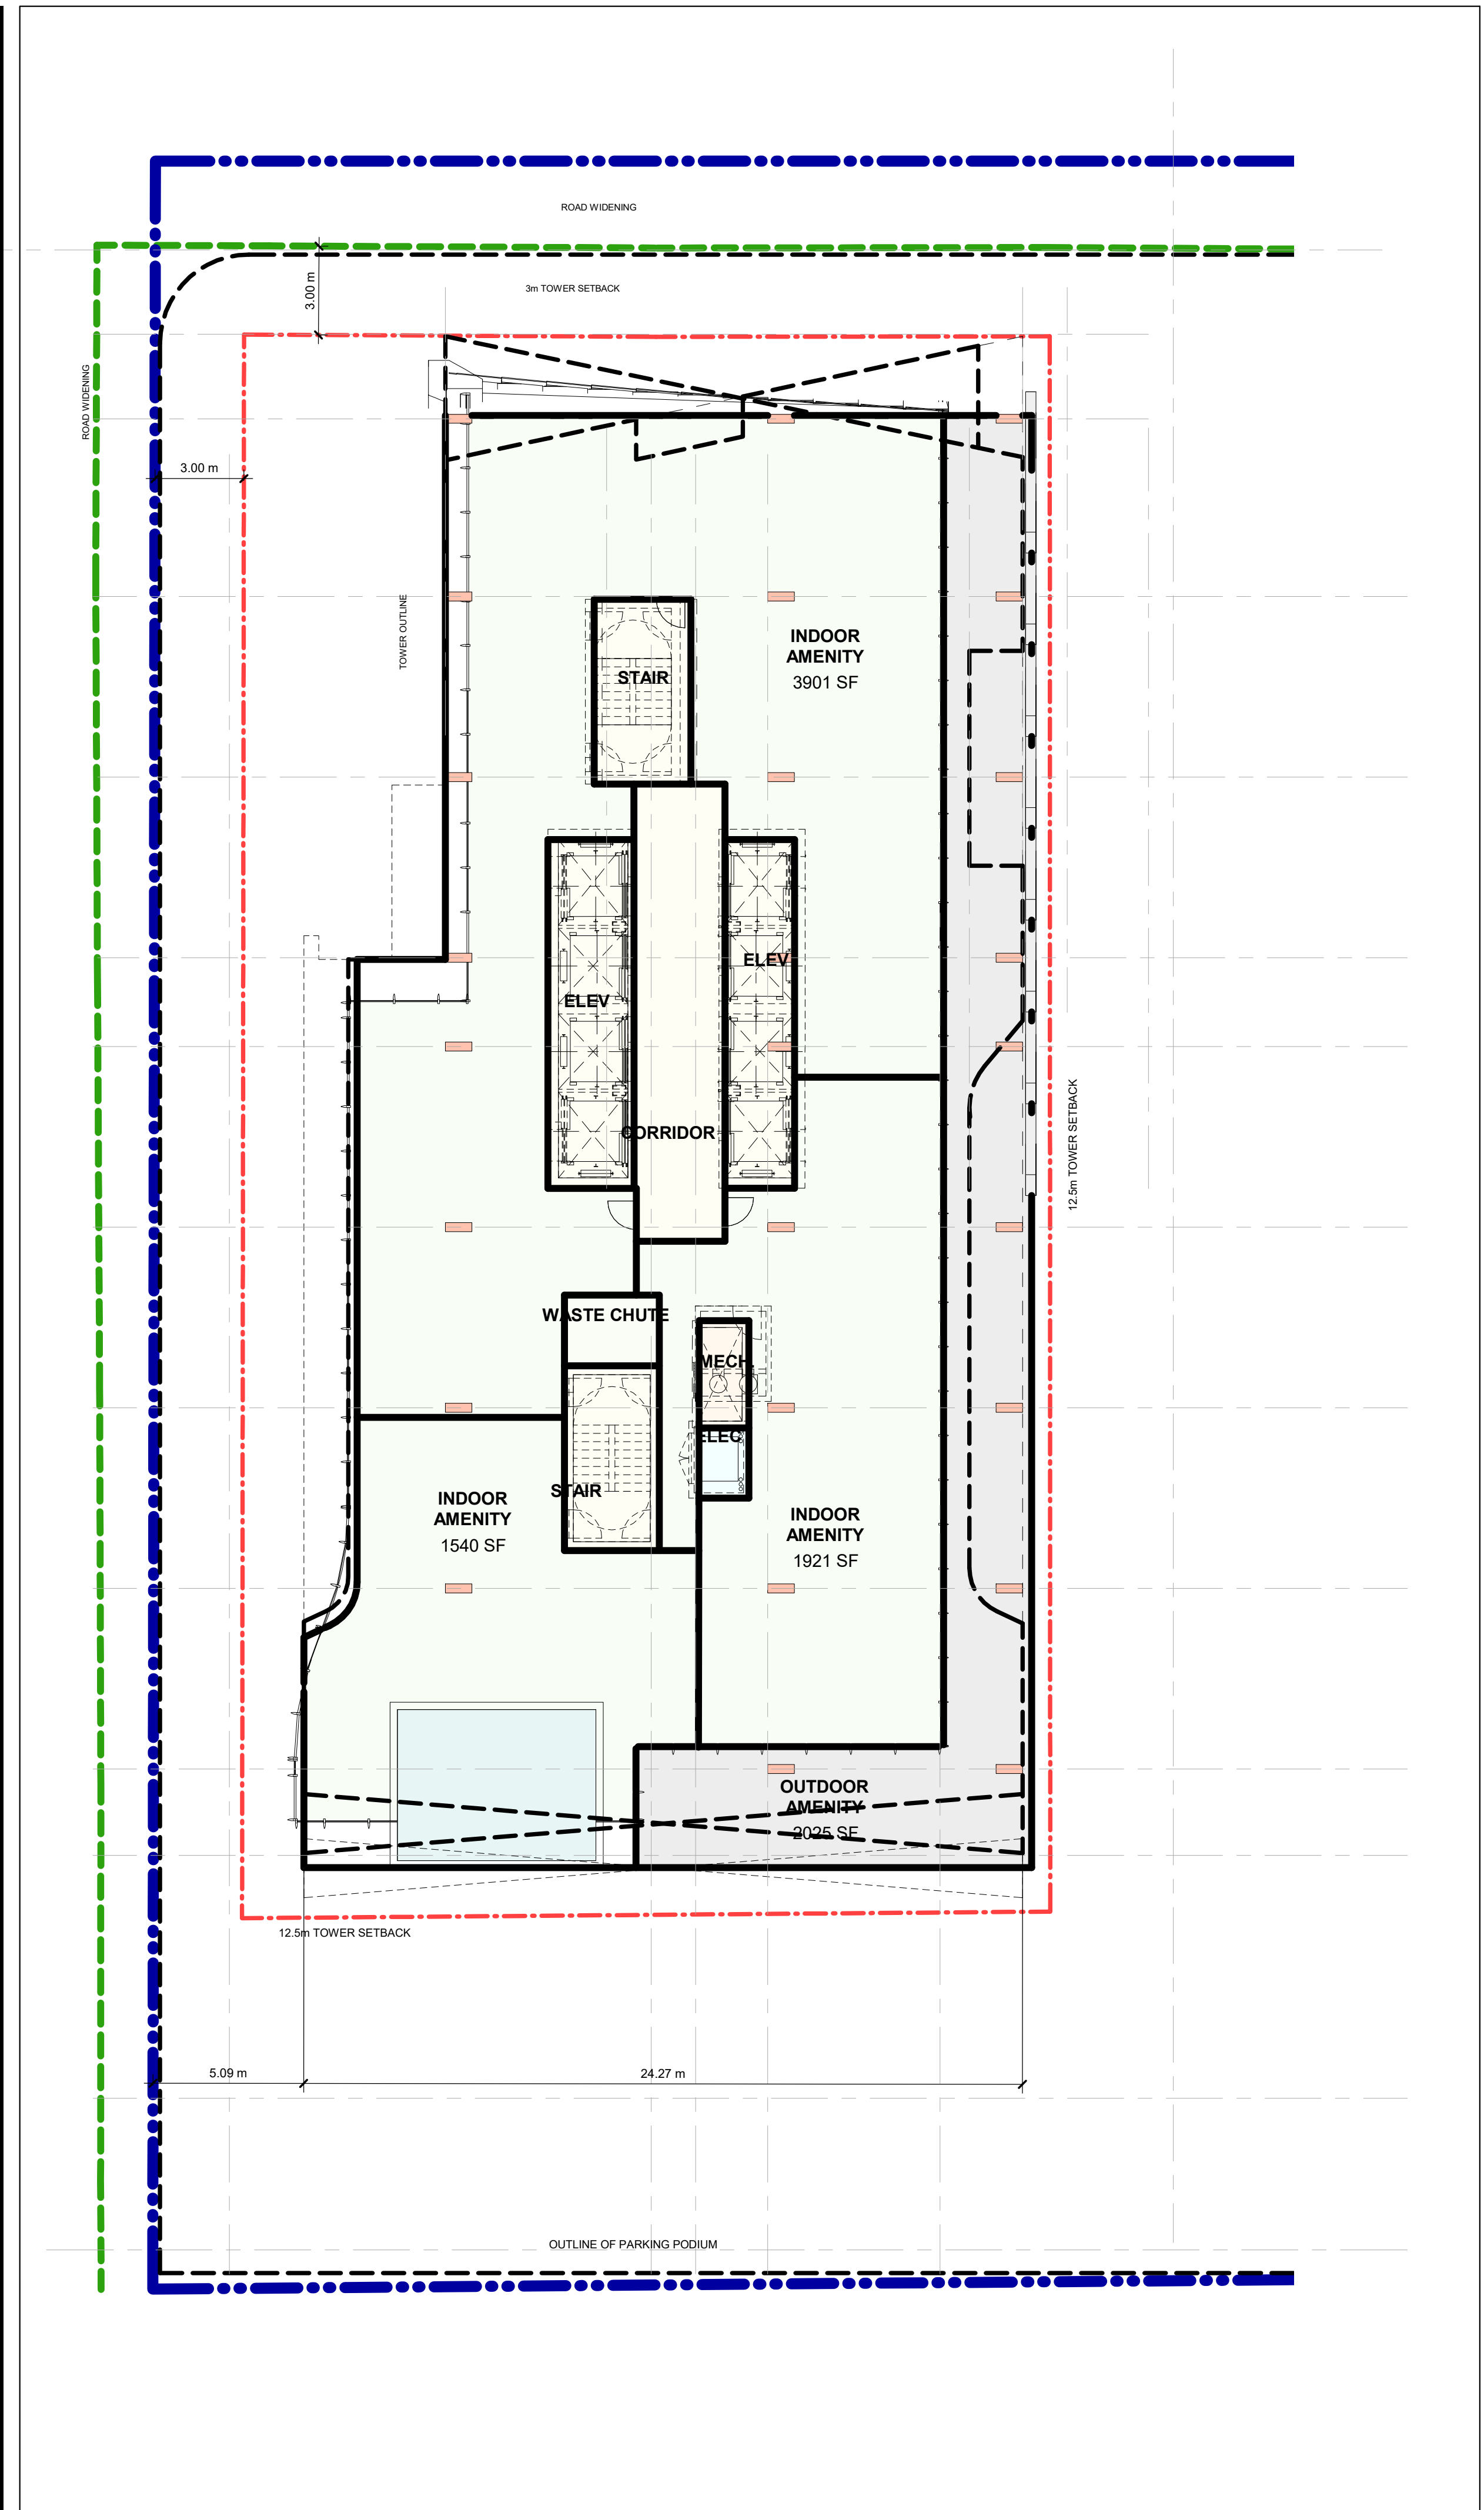 ROAD WIDENING
3.00 m
3m TOWER SETBACK
ROAD WIDENING
3.00 m
TOWER OUTLINE
INDOOR
AMENITY
3901 SF
STAIR
ELEV
ELEV
CORRIDOR
12.5m TOWER SETBACK
WASTE CHUTE
MECH.
ELEC.
STAIR
INDOOR
AMENITY
1540 SF
INDOOR
AMENITY
1921 SF
OUTDOOR
AMENITY
2025 SF
12.5m TOWER SETBACK
5.09 m
24.27 m
OUTLINE OF PARKING PODIUM